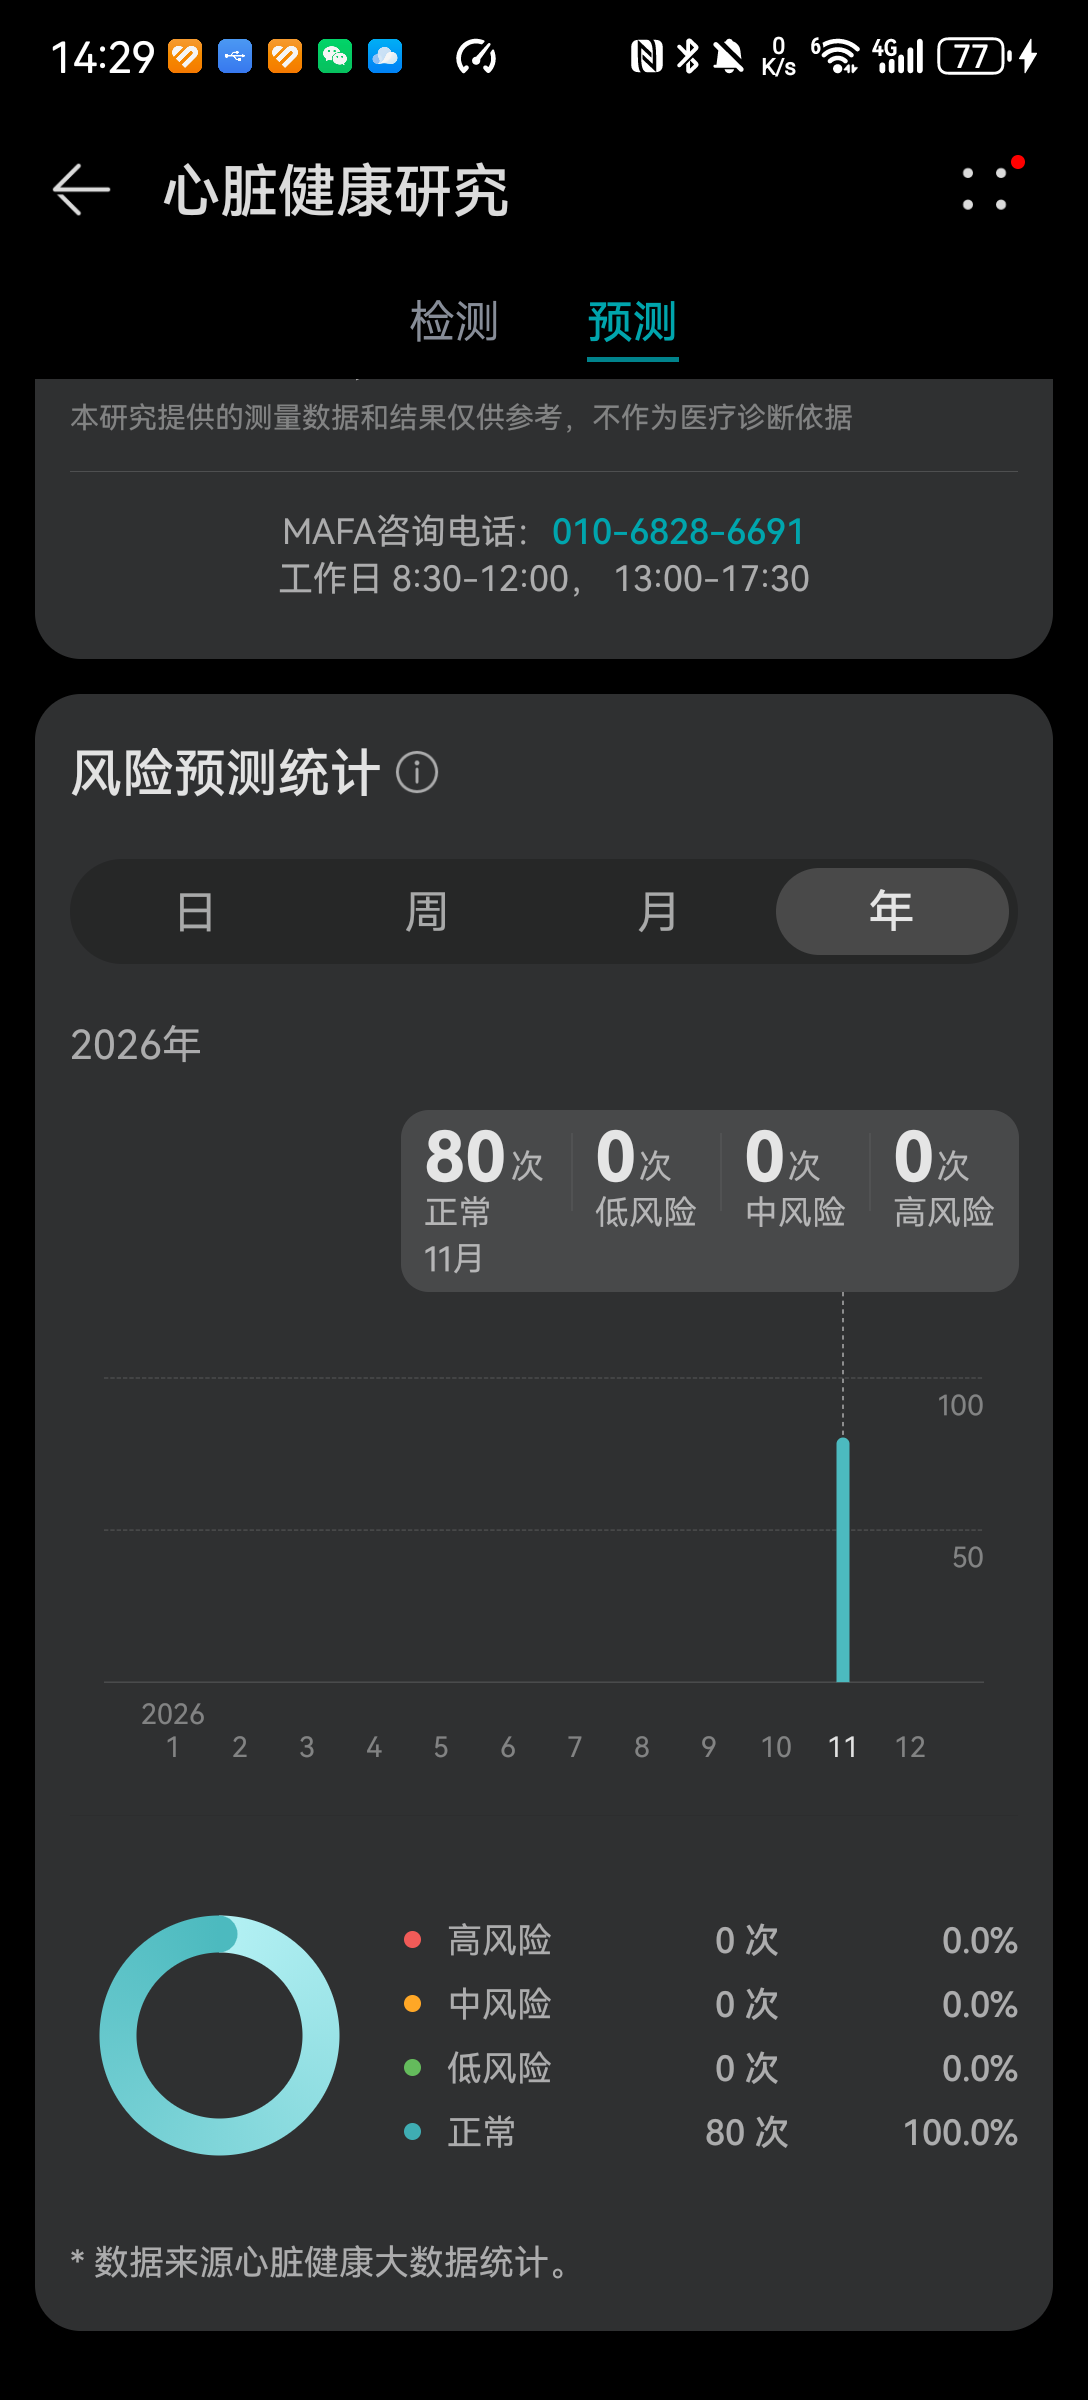 14:29 0 K/s 6 4G 77
心脏健康研究
检测 预测
本研究提供的测量数据和结果仅供参考，不作为医疗诊断依据
MAFA咨询电话：010-6828-6691
工作日 8:30-12:00， 13:00-17:30
风险预测统计
日 周 月 年
2026年
80次 0次 0次 0次
正常 低风险 中风险 高风险
11月
100
50
2026
1 2 3 4 5 6 7 8 9 10 11 12
高风险 0 次 0.0%
中风险 0 次 0.0%
低风险 0 次 0.0%
正常 80 次 100.0%
* 数据来源心脏健康大数据统计。